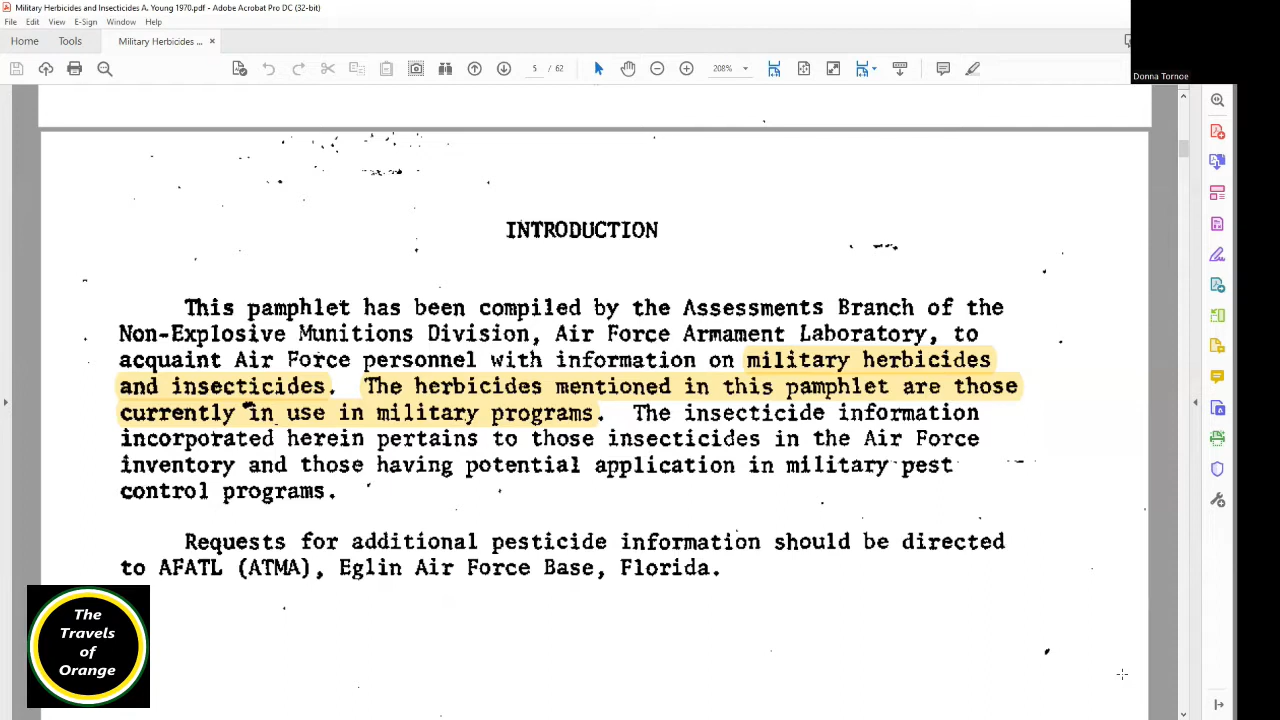 Military Herbicides and Insecticides A. Young 1970.pdf - Adobe Acrobat Pro DC (32-bit)
File Edit View E-Sign Window Help
Home Tools Military Herbicides ... ×
5 / 62 208%
Donna Tornoe
INTRODUCTION
This pamphlet has been compiled by the Assessments Branch of the
Non-Explosive Munitions Division, Air Force Armament Laboratory, to
acquaint Air Force personnel with information on military herbicides
and insecticides. The herbicides mentioned in this pamphlet are those
currently in use in military programs. The insecticide information
incorporated herein pertains to those insecticides in the Air Force
inventory and those having potential application in military pest
control programs.
Requests for additional pesticide information should be directed
to AFATL (ATMA), Eglin Air Force Base, Florida.
The
Travels
of
Orange